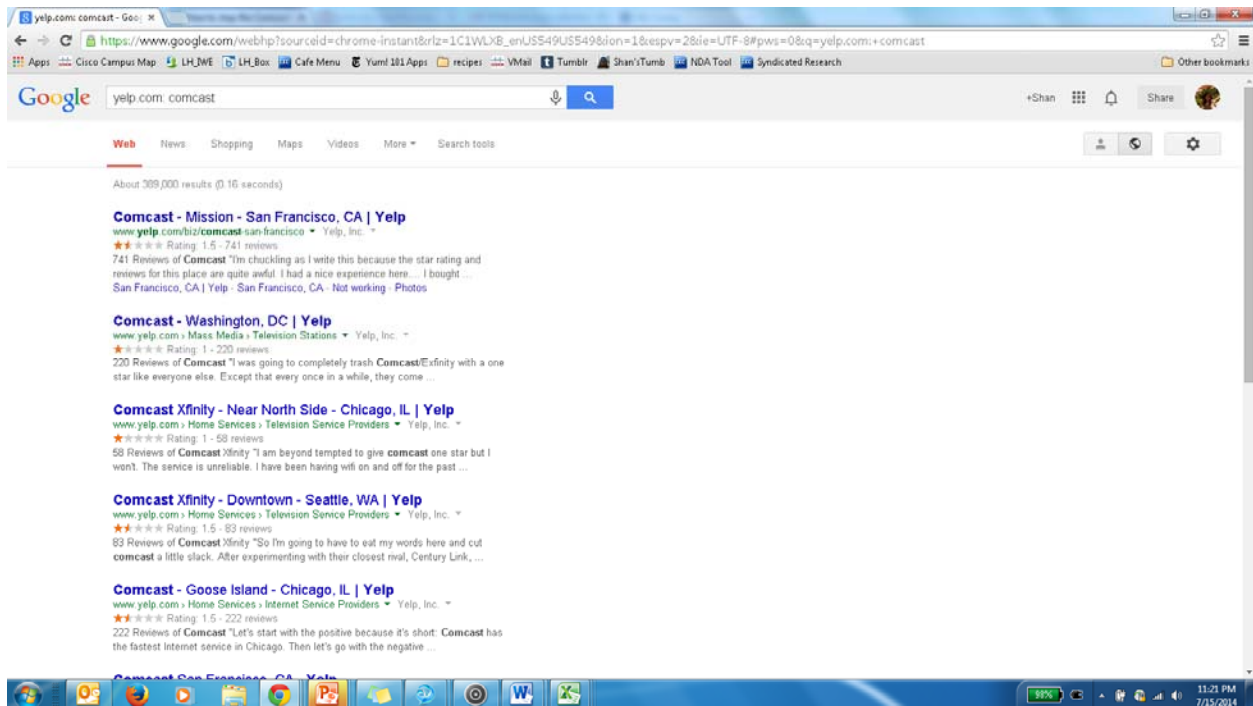 yelp.com: comcast - Goo
https://www.google.com/webhp?sourceid=chrome-instant&rlz=1C1WLXB_enUS549US549&ion=1&espv=2&ie=UTF-8#pws=0&q=yelp.com:+comcast
Apps Cisco Campus Map LH_IWE LH_Box Cafe Menu Yum! 101 Apps recipes VMail Tumblr Shan'sTumb NDA Tool Syndicated Research Other bookmarks
Google yelp.com: comcast +Shan Share
Web News Shopping Maps Videos More Search tools
About 389,000 results (0.16 seconds)
Comcast - Mission - San Francisco, CA | Yelp
www.yelp.com/biz/comcast-san-francisco Yelp, Inc.
Rating: 1.5 - 741 reviews
741 Reviews of Comcast "I'm chuckling as I write this because the star rating and
reviews for this place are quite awful. I had a nice experience here.... I bought ...
San Francisco, CA | Yelp - San Francisco, CA - Not working - Photos
Comcast - Washington, DC | Yelp
www.yelp.com › Mass Media › Television Stations Yelp, Inc.
Rating: 1 - 220 reviews
220 Reviews of Comcast "I was going to completely trash Comcast/Exfinity with a one
star like everyone else. Except that every once in a while, they come ...
Comcast Xfinity - Near North Side - Chicago, IL | Yelp
www.yelp.com › Home Services › Television Service Providers Yelp, Inc.
Rating: 1 - 58 reviews
58 Reviews of Comcast Xfinity "I am beyond tempted to give comcast one star but I
won't. The service is unreliable. I have been having wifi on and off for the past ...
Comcast Xfinity - Downtown - Seattle, WA | Yelp
www.yelp.com › Home Services › Television Service Providers Yelp, Inc.
Rating: 1.5 - 83 reviews
83 Reviews of Comcast Xfinity "So I'm going to have to eat my words here and cut
comcast a little slack. After experimenting with their closest rival, Century Link, ...
Comcast - Goose Island - Chicago, IL | Yelp
www.yelp.com › Home Services › Internet Service Providers Yelp, Inc.
Rating: 1.5 - 222 reviews
222 Reviews of Comcast "Let's start with the positive because it's short: Comcast has
the fastest Internet service in Chicago. Then let's go with the negative ...
Comcast - San Francisco, CA - Yelp
98% 11:21 PM
7/15/2014